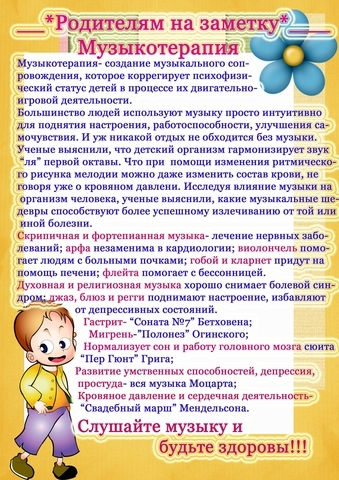 __*Родителям на заметку*__
Музыкотерапия
Музыкотерапия- создание музыкального соп-
ровождения, которое коррегирует психофизи-
ческий статус детей в процессе их двигательно-
игровой деятельности.
Большинство людей используют музыку просто интуитивно
для поднятия настроения, работоспособности, улучшения са-
мочувствия. И уж никакой отдых не обходится без музыки.
Ученые выяснили, что детский организм гармонизирует звук
“ля” первой октавы. Что при помощи изменения ритмическо-
го рисунка мелодии можно даже изменить состав крови, не
говоря уже о кровяном давлени. Исследуя влияние музыки на
организм человека, ученые выяснили, какие музыкальные ше-
девры способствуют более успешному излечиванию от той или
иной болезни.
Скрипичная и фортепианная музыка- лечение нервных забо-
леваний; арфа незаменима в кардиологии; виолончель помо-
гает людям с больными почками; гобой и кларнет придут на
помощь печени; флейта помогает с бессонницей.
Духовная и религиозная музыка хорошо снимает болевой син-
дром; джаз, блюз и регги поднимают настроение, избавляют
от депрессивных состояний.
Гастрит- “Соната №7” Бетховена;
Мигрень-”Полонез” Огинского;
Нормализует сон и работу головного мозга сюита
“Пер Гюнт” Грига;
Развитие умственных способностей, депрессия,
простуда- вся музыка Моцарта;
Кровяное давление и сердечная деятельность-
“Свадебный марш” Мендельсона.
Слушайте музыку и
будьте здоровы!!!